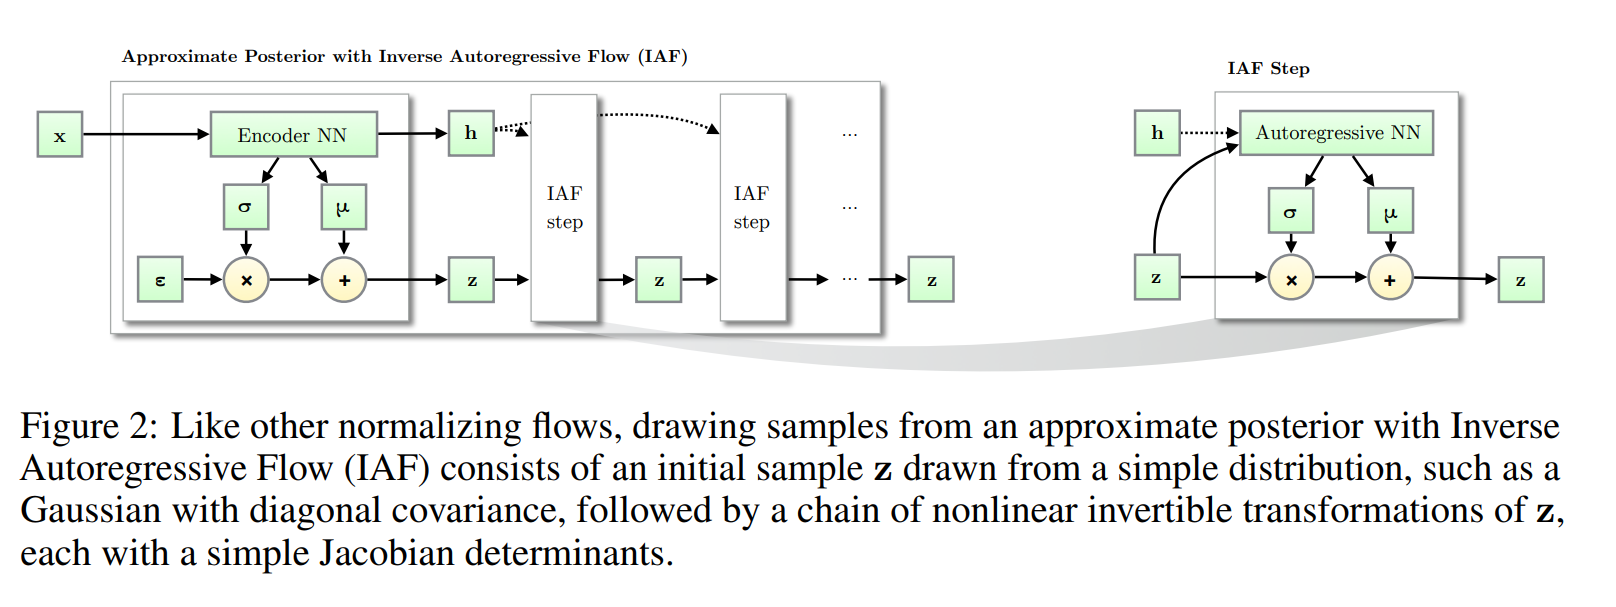 Approximate Posterior with Inverse Autoregressive Flow (IAF)
x
Encoder NN
h
σ
μ
ε
×
+
z
IAF
step
z
IAF
step
...
...
...
z
IAF Step
h
Autoregressive NN
σ
μ
z
×
+
z
Figure 2: Like other normalizing flows, drawing samples from an approximate posterior with Inverse
Autoregressive Flow (IAF) consists of an initial sample z drawn from a simple distribution, such as a
Gaussian with diagonal covariance, followed by a chain of nonlinear invertible transformations of z,
each with a simple Jacobian determinants.